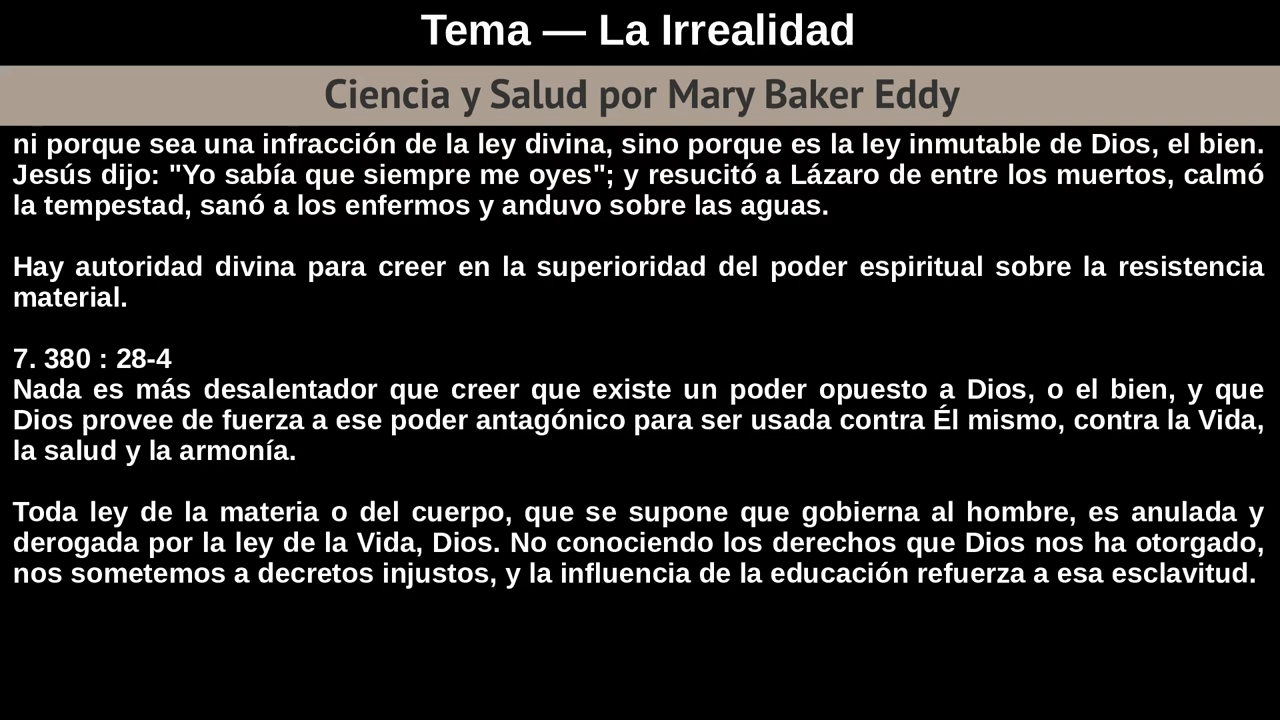 Tema — La Irrealidad
Ciencia y Salud por Mary Baker Eddy
ni porque sea una infracción de la ley divina, sino porque es la ley inmutable de Dios, el bien.
Jesús dijo: "Yo sabía que siempre me oyes"; y resucitó a Lázaro de entre los muertos, calmó
la tempestad, sanó a los enfermos y anduvo sobre las aguas.
Hay autoridad divina para creer en la superioridad del poder espiritual sobre la resistencia
material.
7. 380 : 28-4
Nada es más desalentador que creer que existe un poder opuesto a Dios, o el bien, y que
Dios provee de fuerza a ese poder antagónico para ser usada contra Él mismo, contra la Vida,
la salud y la armonía.
Toda ley de la materia o del cuerpo, que se supone que gobierna al hombre, es anulada y
derogada por la ley de la Vida, Dios. No conociendo los derechos que Dios nos ha otorgado,
nos sometemos a decretos injustos, y la influencia de la educación refuerza a esa esclavitud.